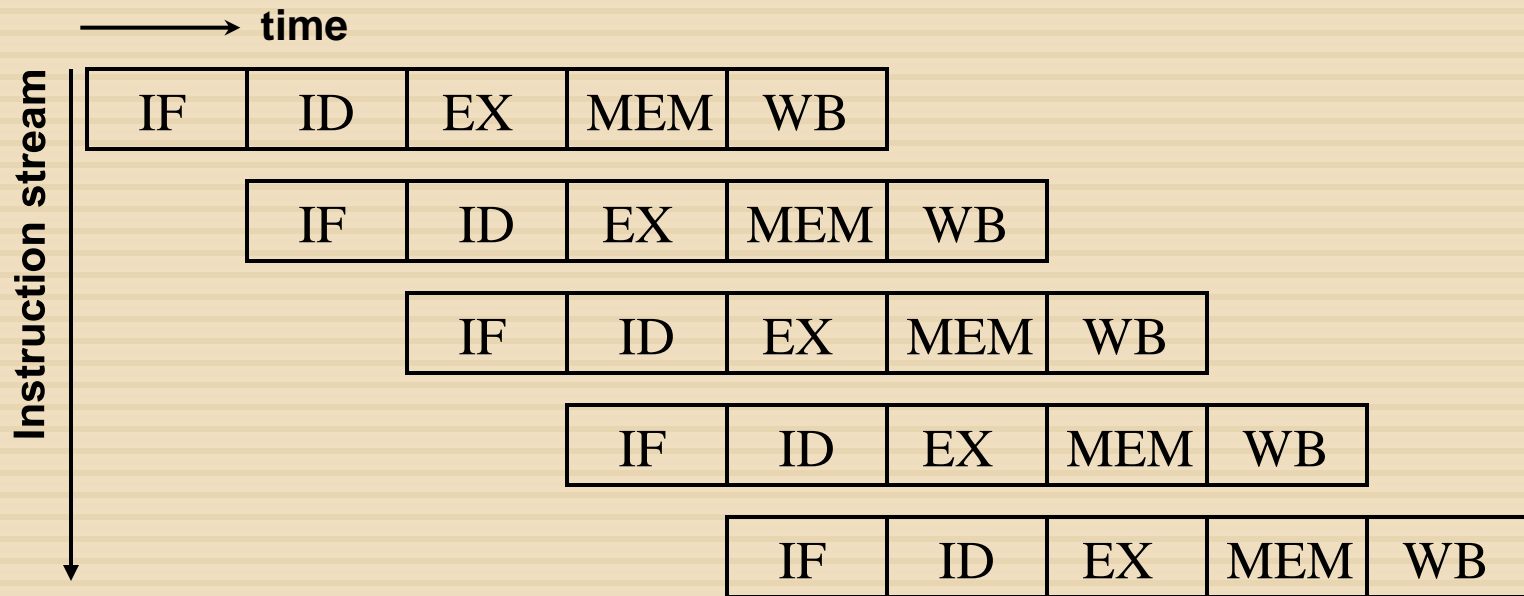 time
Instruction stream
IF ID EX MEM WB
IF ID EX MEM WB
IF ID EX MEM WB
IF ID EX MEM WB
IF ID EX MEM WB